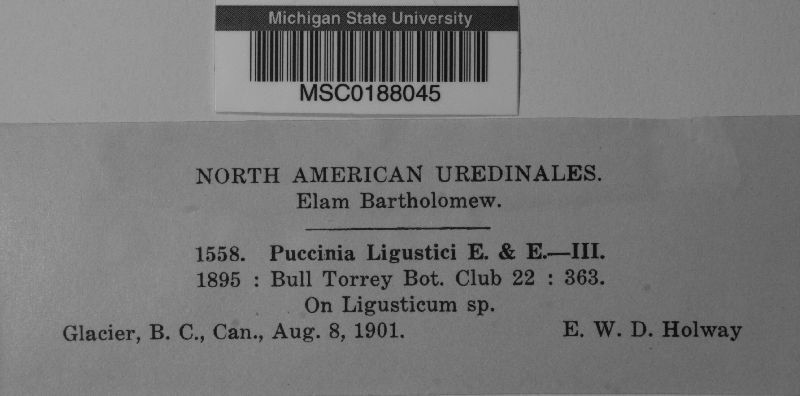 Michigan State University
MSC0188045
NORTH AMERICAN UREDINALES.
Elam Bartholomew.
1558. Puccinia Ligustici E. & E.—III.
1895 : Bull Torrey Bot. Club 22 : 363.
On Ligusticum sp.
Glacier, B. C., Can., Aug. 8, 1901. E. W. D. Holway